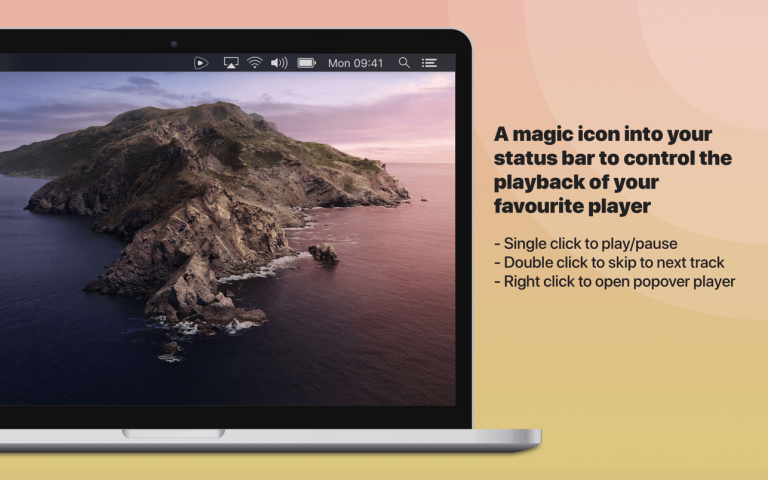 Mon 09:41
A magic icon into your
status bar to control the
playback of your
favourite player
- Single click to play/pause
- Double click to skip to next track
- Right click to open popover player